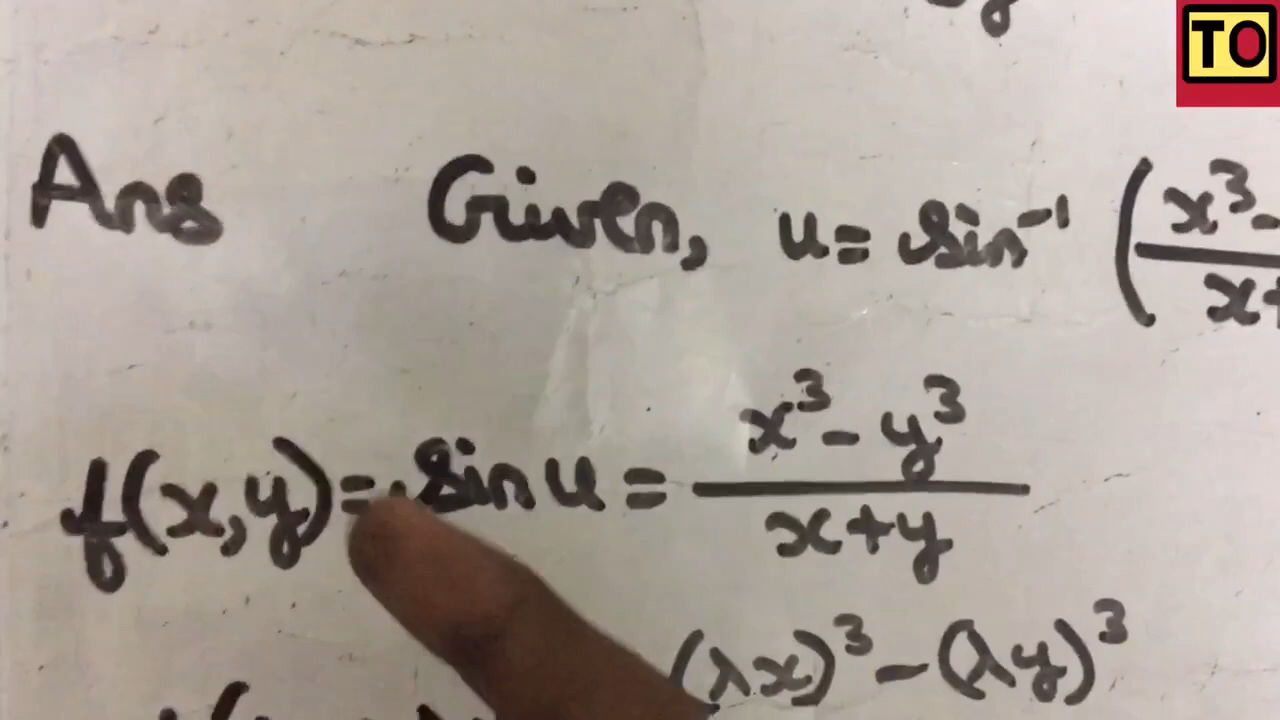 TO
y
Ans Given, u = sin⁻¹ (x³ - / x+
f(x,y) = sin u = x³ - y³ / x+y
(λx)³ - (λy)³